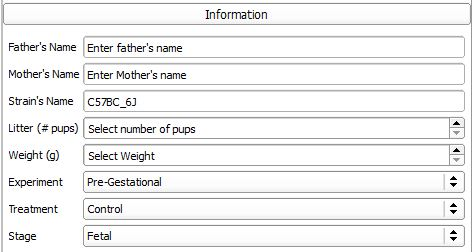 Information
Father's Name Enter father's name
Mother's Name Enter Mother's name
Strain's Name C57BC_6J
Litter (# pups) Select number of pups
Weight (g) Select Weight
Experiment Pre-Gestational
Treatment Control
Stage Fetal